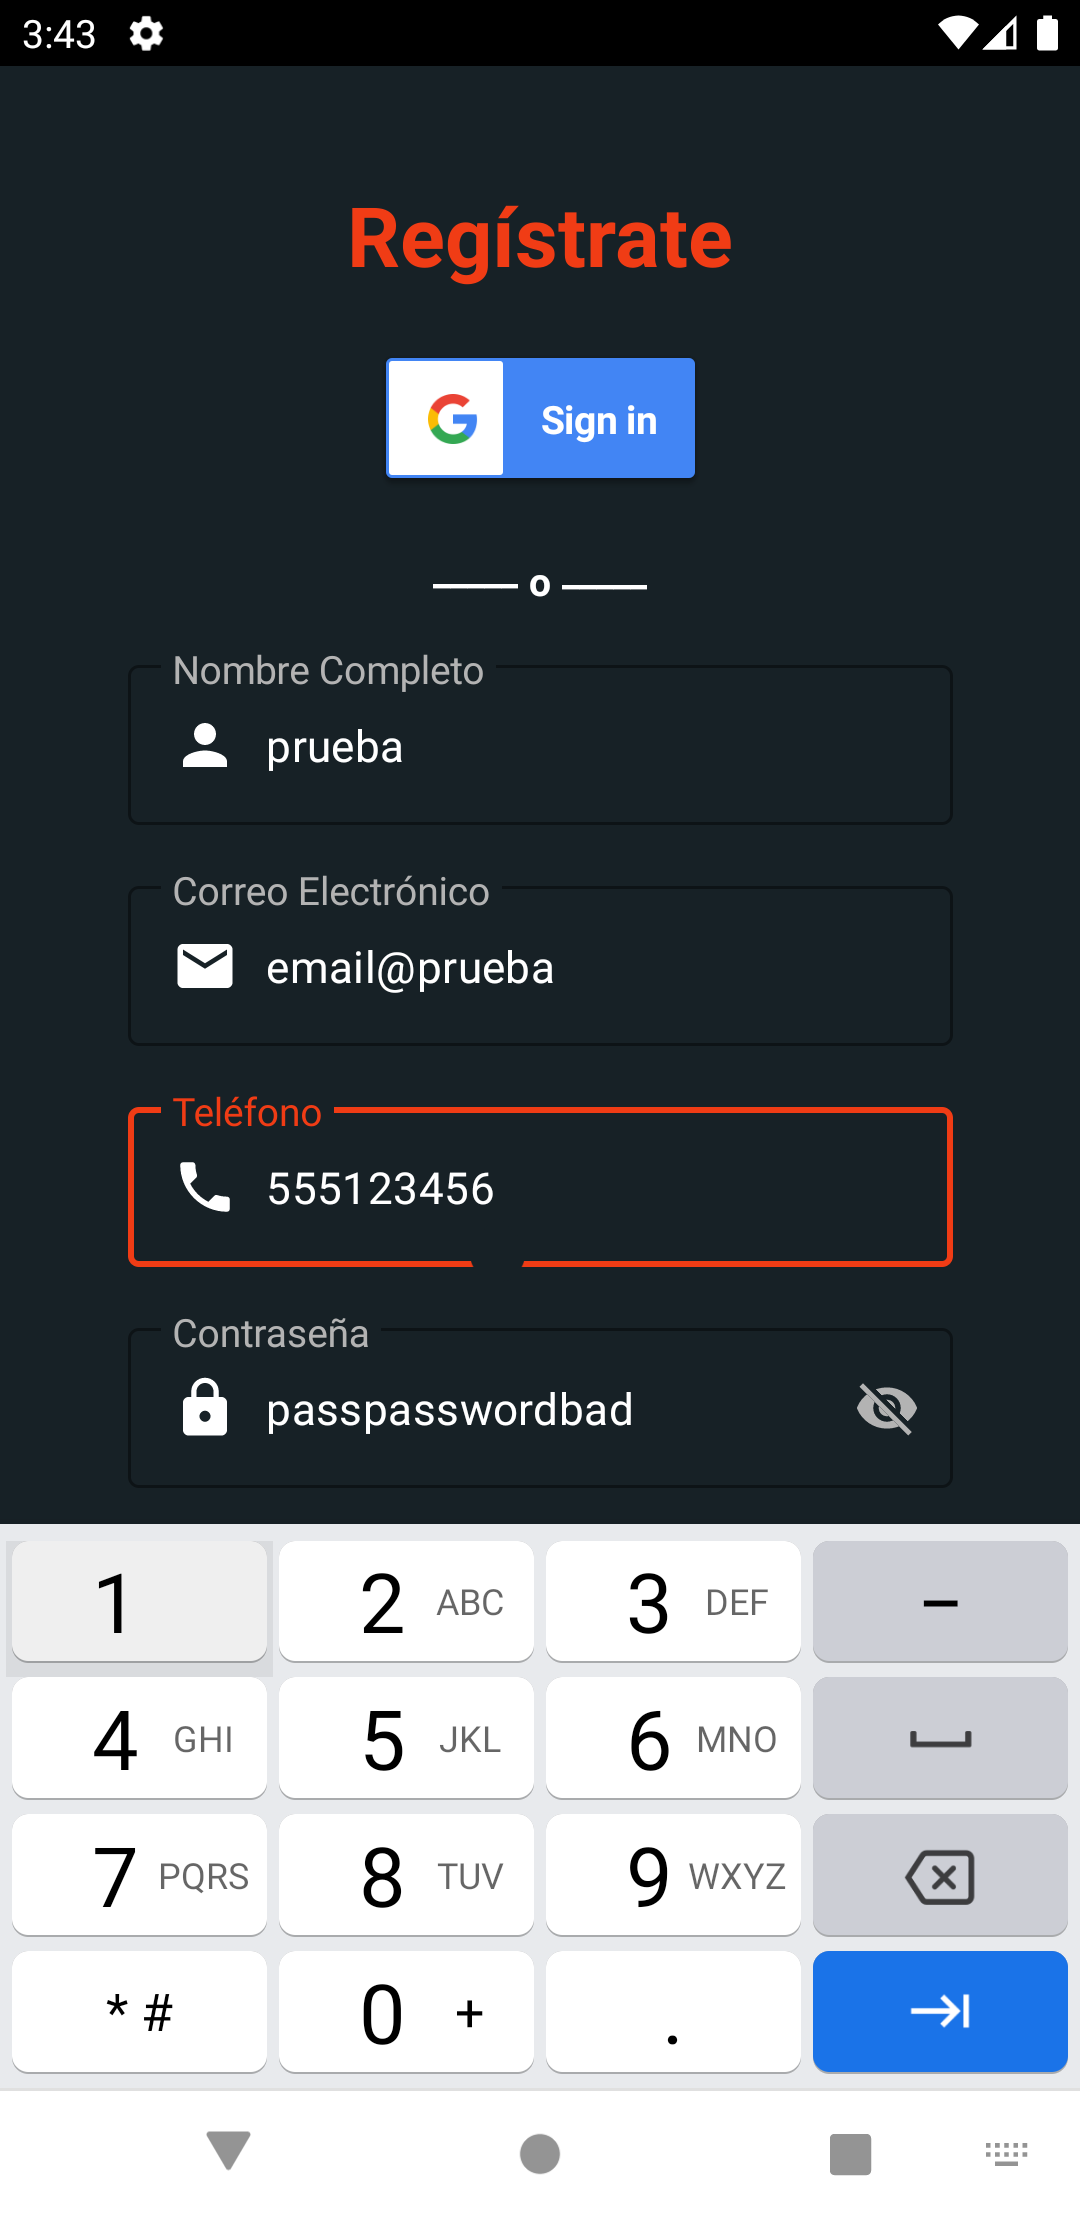 3:43
Regístrate
Sign in
o
Nombre Completo
prueba
Correo Electrónico
email@prueba
Teléfono
555123456
Contraseña
passpasswordbad
1 2 ABC 3 DEF –
4 GHI 5 JKL 6 MNO
7 PQRS 8 TUV 9 WXYZ
* # 0 + .